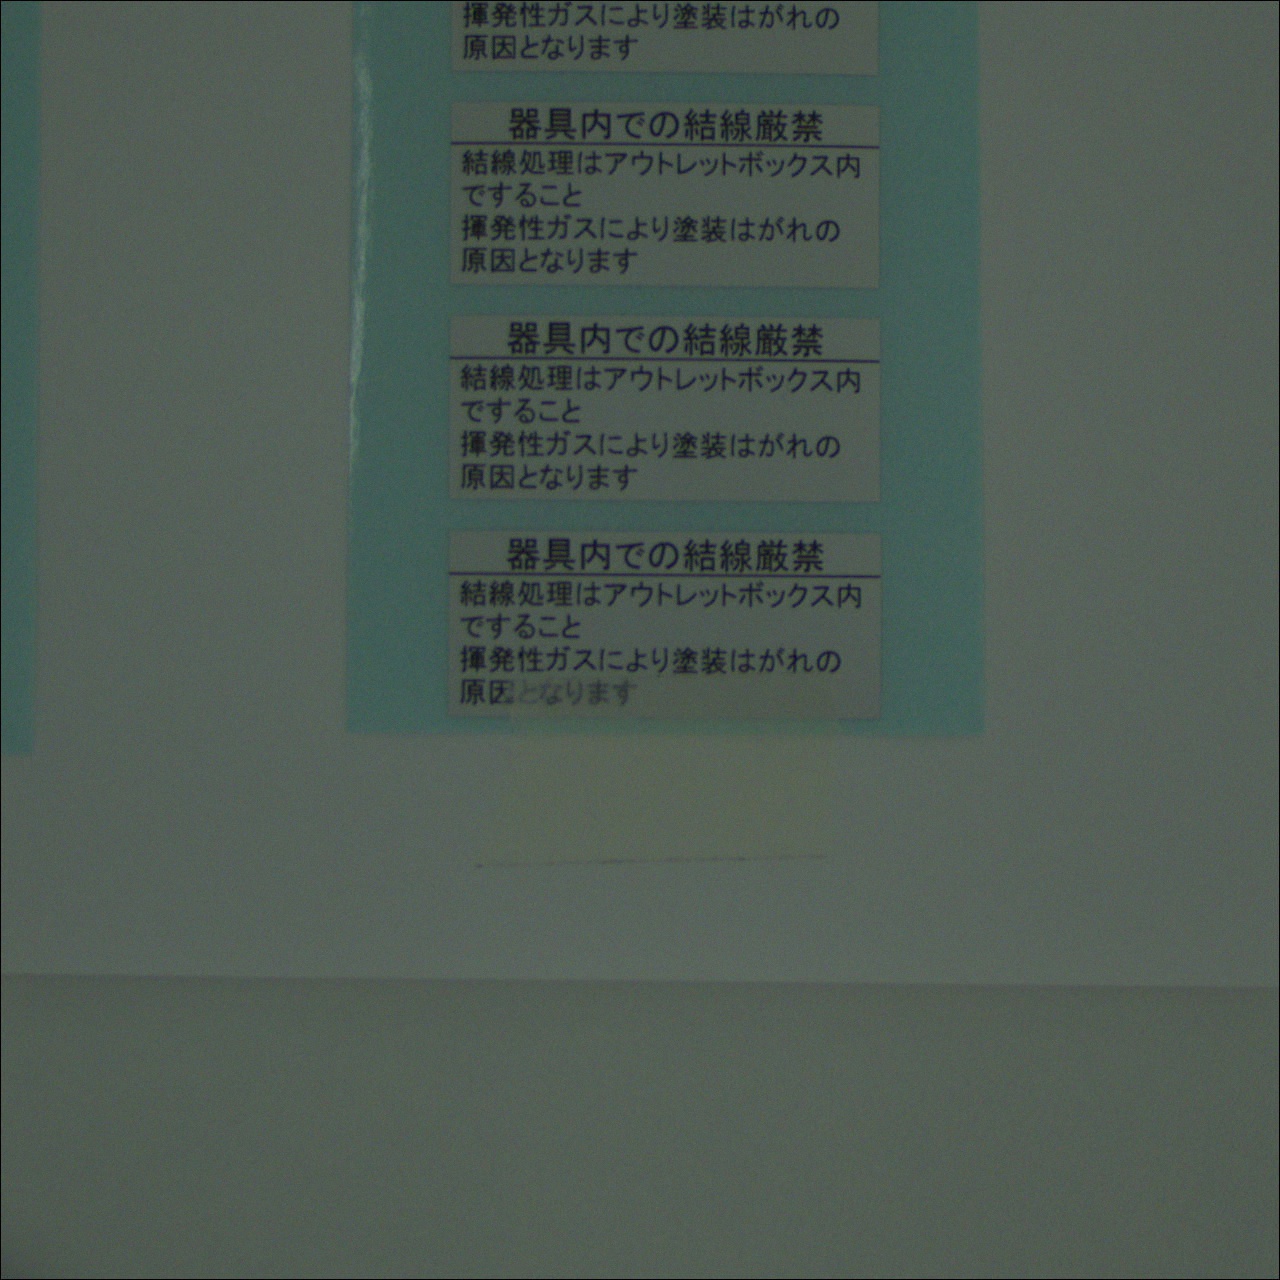 揮発性ガスにより塗装はがれの
原因となります
器具内での結線厳禁
結線処理はアウトレットボックス内
ですること
揮発性ガスにより塗装はがれの
原因となります
器具内での結線厳禁
結線処理はアウトレットボックス内
ですること
揮発性ガスにより塗装はがれの
原因となります
器具内での結線厳禁
結線処理はアウトレットボックス内
ですること
揮発性ガスにより塗装はがれの
原因となります